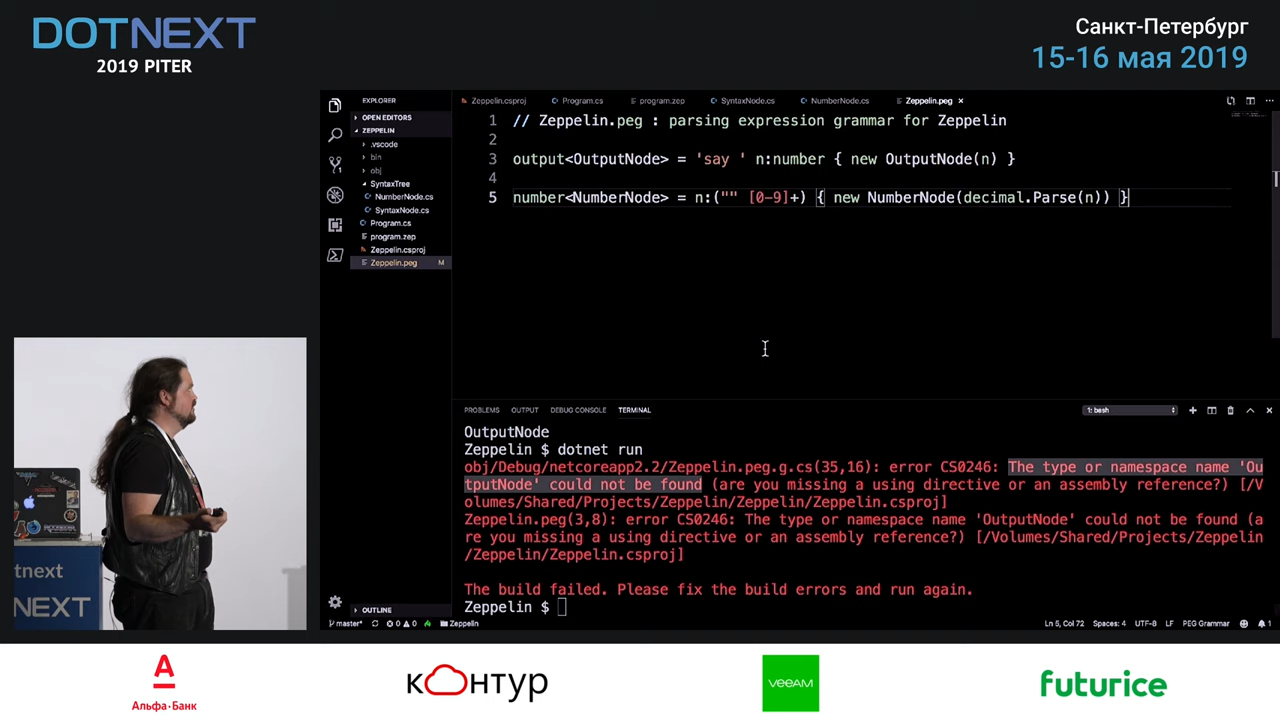 DOTNEXT
2019 PITER
Санкт-Петербург
15-16 мая 2019
EXPLORER
OPEN EDITORS
ZEPPELIN
.vscode
bin
obj
SyntaxTree
NumberNode.cs
SyntaxNode.cs
Program.cs
program.zep
Zeppelin.csproj
Zeppelin.peg M
OUTLINE
Zeppelin.csproj Program.cs program.zep SyntaxNode.cs NumberNode.cs Zeppelin.peg ×
1 // Zeppelin.peg : parsing expression grammar for Zeppelin
2
3 output<OutputNode> = 'say ' n:number { new OutputNode(n) }
4
5 number<NumberNode> = n:("" [0-9]+) { new NumberNode(decimal.Parse(n)) }
PROBLEMS OUTPUT DEBUG CONSOLE TERMINAL 1: bash
OutputNode
Zeppelin $ dotnet run
obj/Debug/netcoreapp2.2/Zeppelin.peg.g.cs(35,16): error CS0246: The type or namespace name 'Ou
tputNode' could not be found (are you missing a using directive or an assembly reference?) [/V
olumes/Shared/Projects/Zeppelin/Zeppelin/Zeppelin.csproj]
Zeppelin.peg(3,8): error CS0246: The type or namespace name 'OutputNode' could not be found (a
re you missing a using directive or an assembly reference?) [/Volumes/Shared/Projects/Zeppelin
/Zeppelin/Zeppelin.csproj]
The build failed. Please fix the build errors and run again.
Zeppelin $
master* 0 0 Zeppelin Ln 5, Col 72 Spaces: 4 UTF-8 LF PEG Grammar 1
tnext
NEXT
А
Альфа·Банк
контур
veeam
futurice